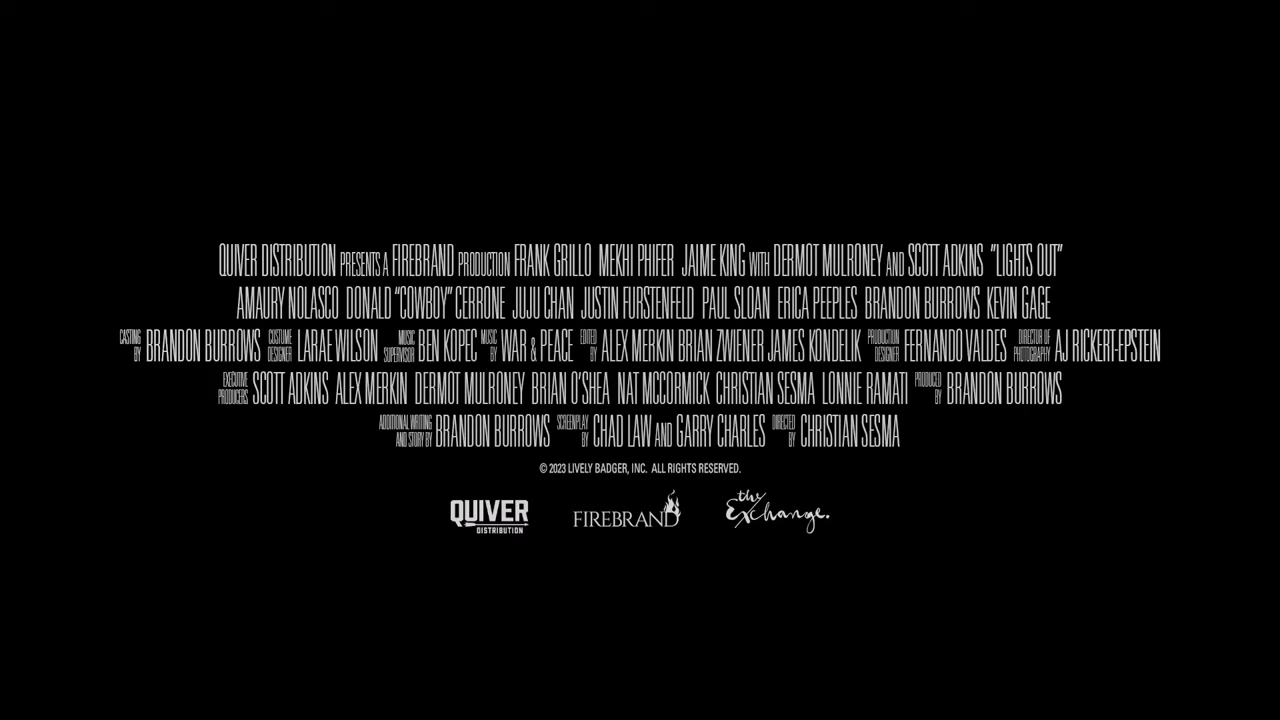 QUIVER DISTRIBUTION PRESENTS A FIREBRAND PRODUCTION FRANK GRILLO MEKHI PHIFER JAIME KING WITH DERMOT MULRONEY AND SCOTT ADKINS "LIGHTS OUT"
AMAURY NOLASCO DONALD "COWBOY" CERRONE JUJU CHAN JUSTIN FURSTENFELD PAUL SLOAN ERICA PEEPLES BRANDON BURROWS KEVIN GAGE
CASTING BY BRANDON BURROWS COSTUME DESIGNER LARAE WILSON MUSIC SUPERVISOR BEN KOPEC MUSIC BY WAR & PEACE EDITED BY ALEX MERKIN BRIAN ZWIENER JAMES KONDELIK PRODUCTION DESIGNER FERNANDO VALDES DIRECTOR OF PHOTOGRAPHY AJ RICKERT-EPSTEIN
EXECUTIVE PRODUCERS SCOTT ADKINS ALEX MERKIN DERMOT MULRONEY BRIAN O'SHEA NAT MCCORMICK CHRISTIAN SESMA LONNIE RAMATI PRODUCED BY BRANDON BURROWS
ADDITIONAL WRITING AND STORY BY BRANDON BURROWS SCREENPLAY BY CHAD LAW AND GARRY CHARLES DIRECTED BY CHRISTIAN SESMA
© 2023 LIVELY BADGER, INC. ALL RIGHTS RESERVED.
QUIVER DISTRIBUTION
FIREBRAND
the Exchange.